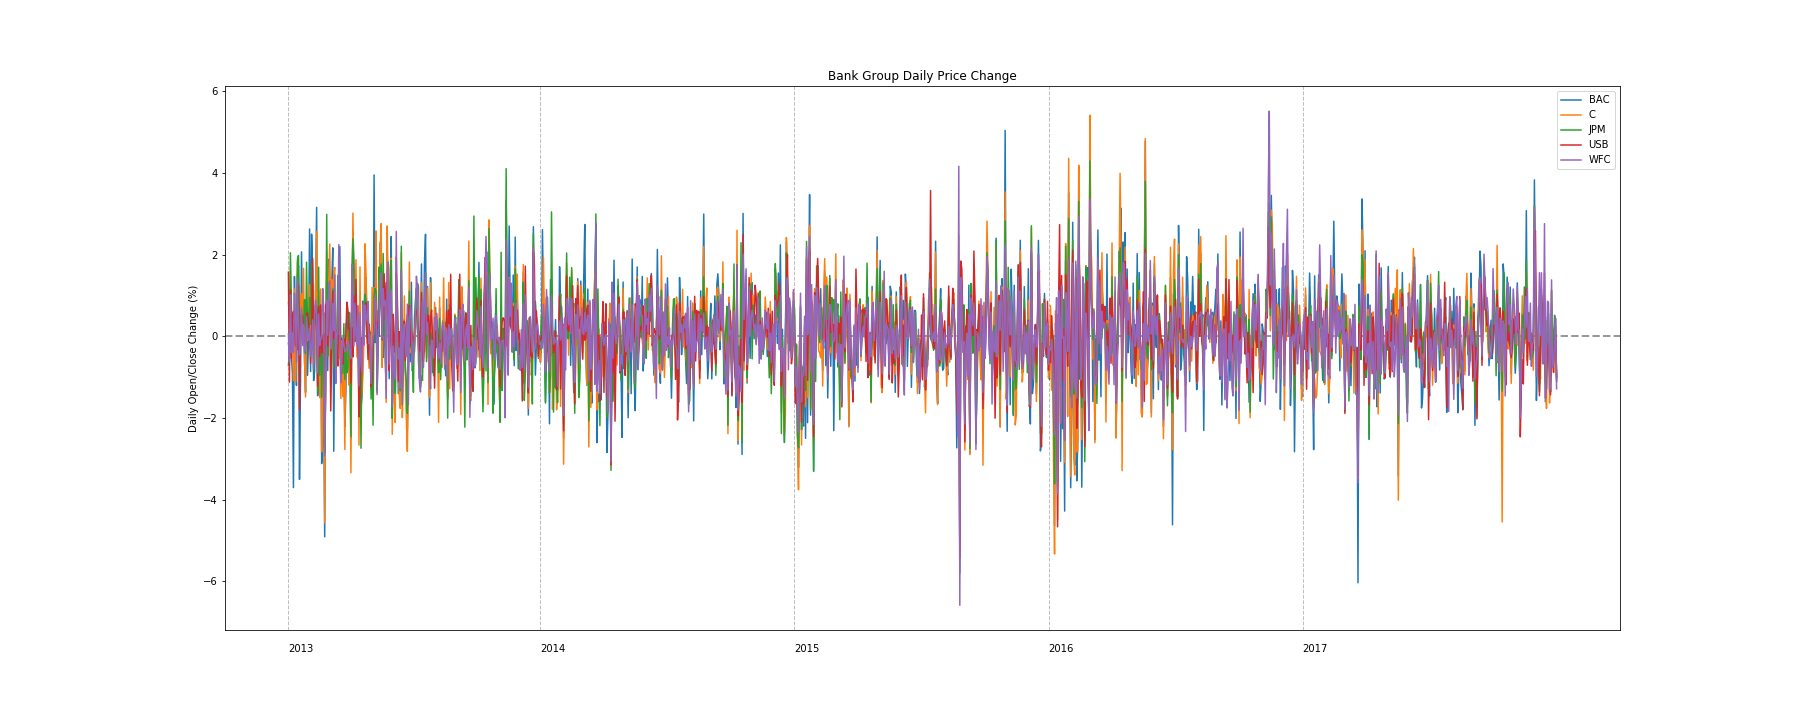 Bank Group Daily Price Change
Daily Open/Close Change (%)
6
4
2
0
−2
−4
−6
2013
2014
2015
2016
2017
BAC
C
JPM
USB
WFC